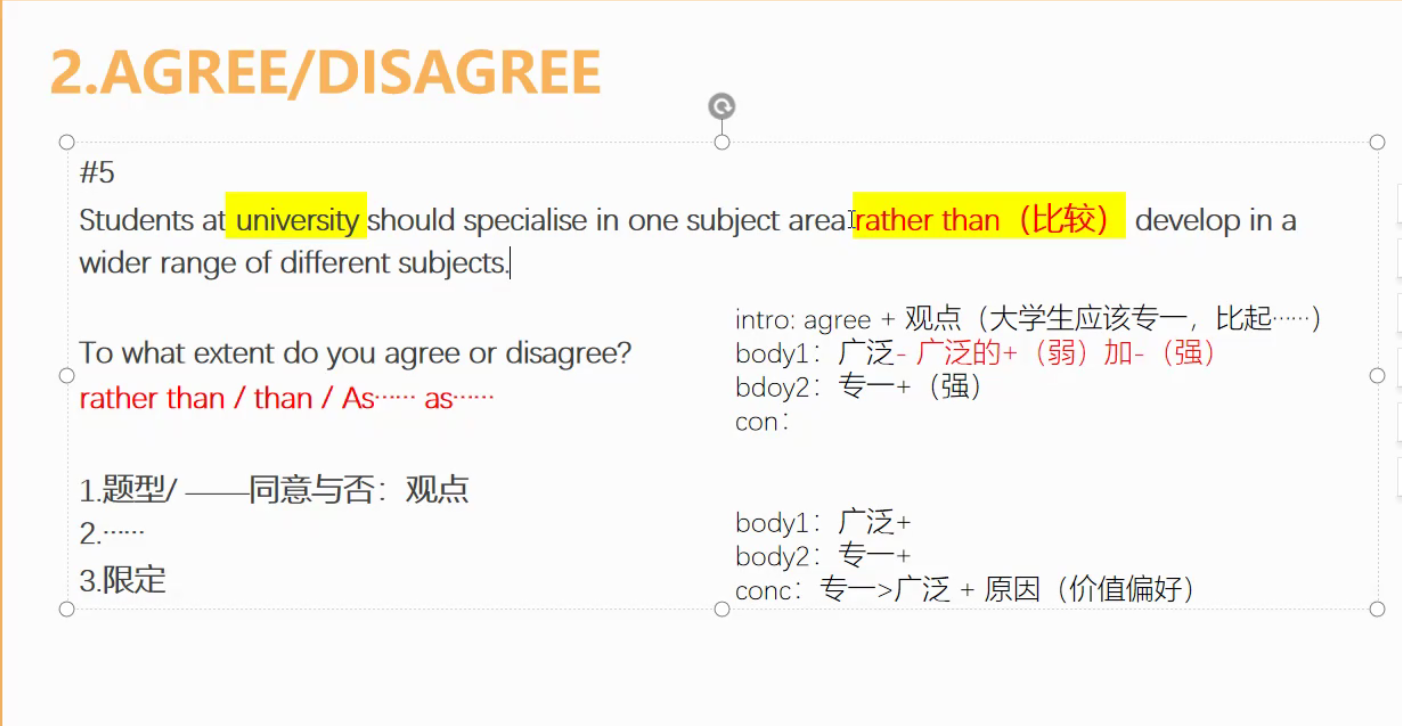 2.AGREE/DISAGREE
#5
Students at university should specialise in one subject area rather than（比较） develop in a
wider range of different subjects.
To what extent do you agree or disagree?
rather than / than / As…… as……
1.题型/ ——同意与否：观点
2.……
3.限定
intro: agree + 观点（大学生应该专一，比起……）
body1：广泛- 广泛的+（弱）加-（强）
bdoy2：专一+（强）
con：
body1：广泛+
body2：专一+
conc：专一>广泛 + 原因（价值偏好）